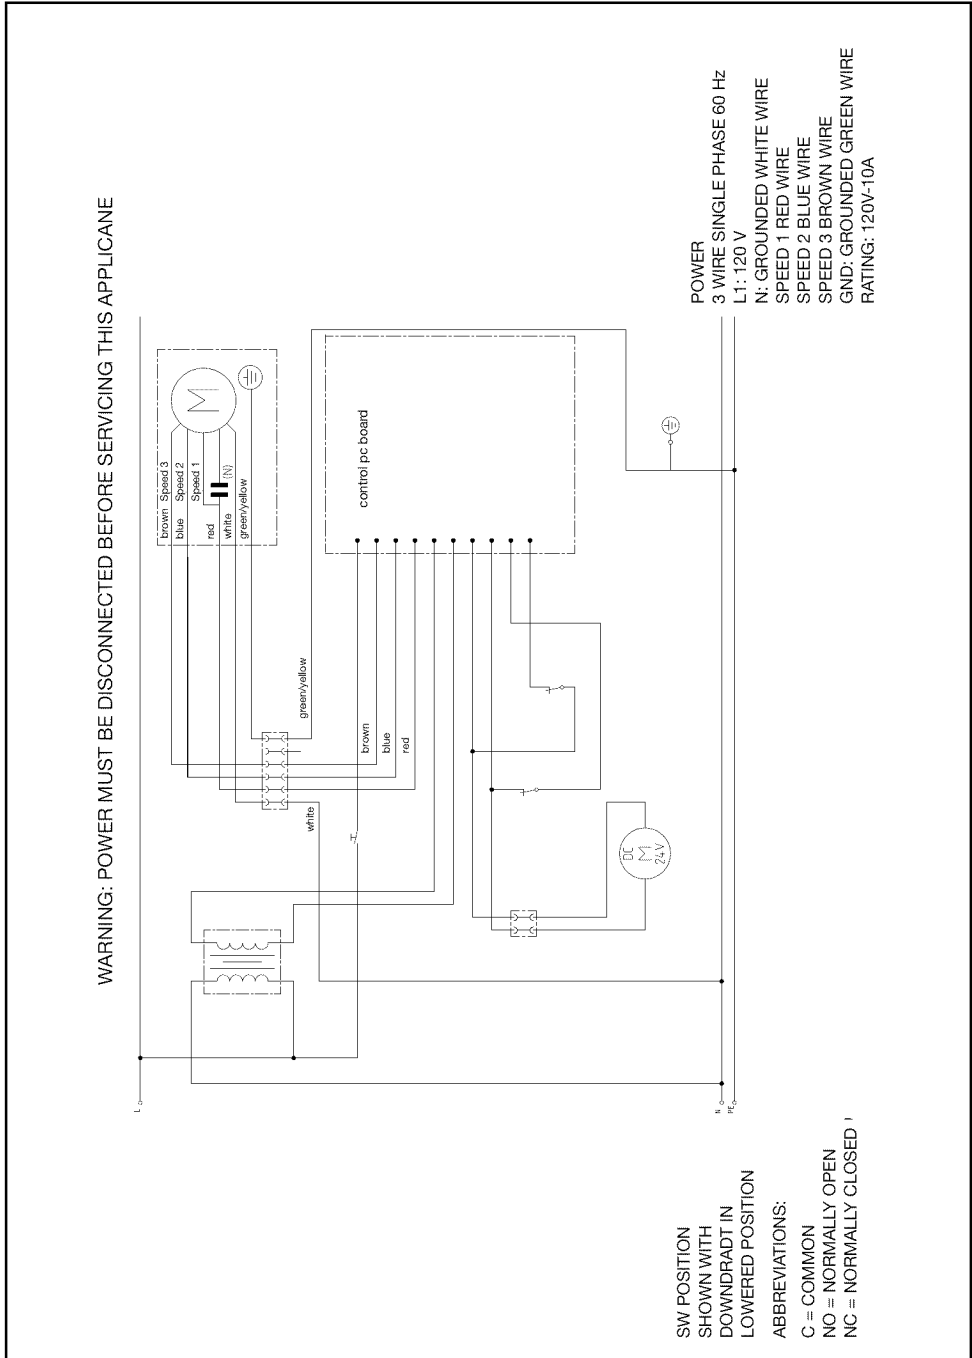 WARNING: POWER MUST BE DISCONNECTED BEFORE SERVICING THIS APPLICANE
L
brown Speed 3
blue Speed 2
Speed 1
red
(N)
white
green/yellow
M
green/yellow
white
brown
blue
red
control pc board
DC
M
24V
N
PE
POWER
3 WIRE SINGLE PHASE 60 Hz
L1: 120 V
N: GROUNDED WHITE WIRE
SPEED 1 RED WIRE
SPEED 2 BLUE WIRE
SPEED 3 BROWN WIRE
GND: GROUNDED GREEN WIRE
RATING: 120V-10A
SW POSITION
SHOWN WITH
DOWNDRADT IN
LOWERED POSITION
ABBREVIATIONS:
C = COMMON
NO = NORMALLY OPEN
NC = NORMALLY CLOSED